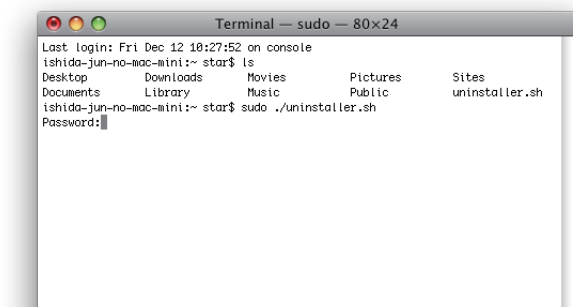 Terminal — sudo — 80×24
Last login: Fri Dec 12 10:27:52 on console
ishida-jun-no-mac-mini:~ star$ ls
Desktop Downloads Movies Pictures Sites
Documents Library Music Public uninstaller.sh
ishida-jun-no-mac-mini:~ star$ sudo ./uninstaller.sh
Password: